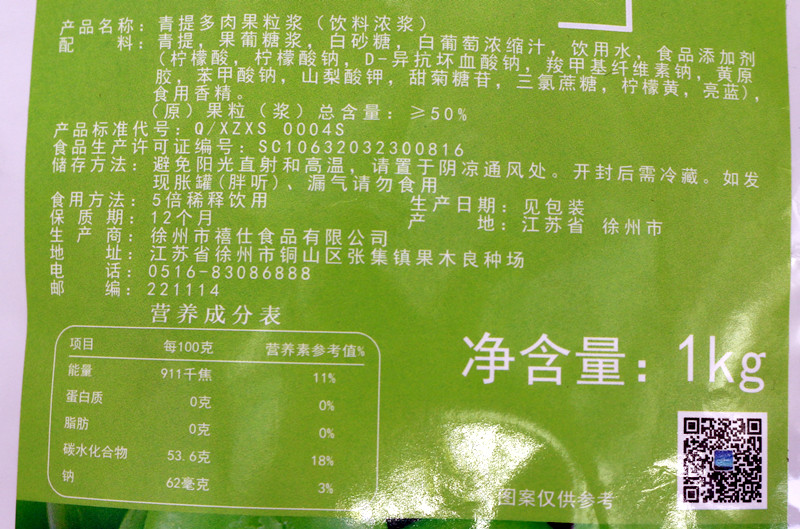 产品名称：青提多肉果粒浆（饮料浓浆）
配 料：青提，果葡糖浆，白砂糖，白葡萄浓缩汁，饮用水，食品添加剂
（柠檬酸，柠檬酸钠，D-异抗坏血酸钠，羧甲基纤维素钠，黄原
胶，苯甲酸钠，山梨酸钾，甜菊糖苷，三氯蔗糖，柠檬黄，亮蓝），
食用香精。
（原）果粒（浆）总含量：≥50%
产品标准代号：Q/XZXS 0004S
食品生产许可证编号：SC10632032300816
储存方法：避免阳光直射和高温，请置于阴凉通风处。开封后需冷藏。如发
现胀罐(胖听)、漏气请勿食用
食用方法：5倍稀释饮用 生产日期：见包装
保质期：12个月 产 地：江苏省 徐州市
生产商：徐州市禧仕食品有限公司
地 址：江苏省徐州市铜山区张集镇果木良种场
电 话：0516-83086888
邮 编：221114
营养成分表
项目 每100克 营养素参考值%
能量 911千焦 11%
蛋白质 0克 0%
脂肪 0克 0%
碳水化合物 53.6克 18%
钠 62毫克 3%
净含量：1kg
图案仅供参考